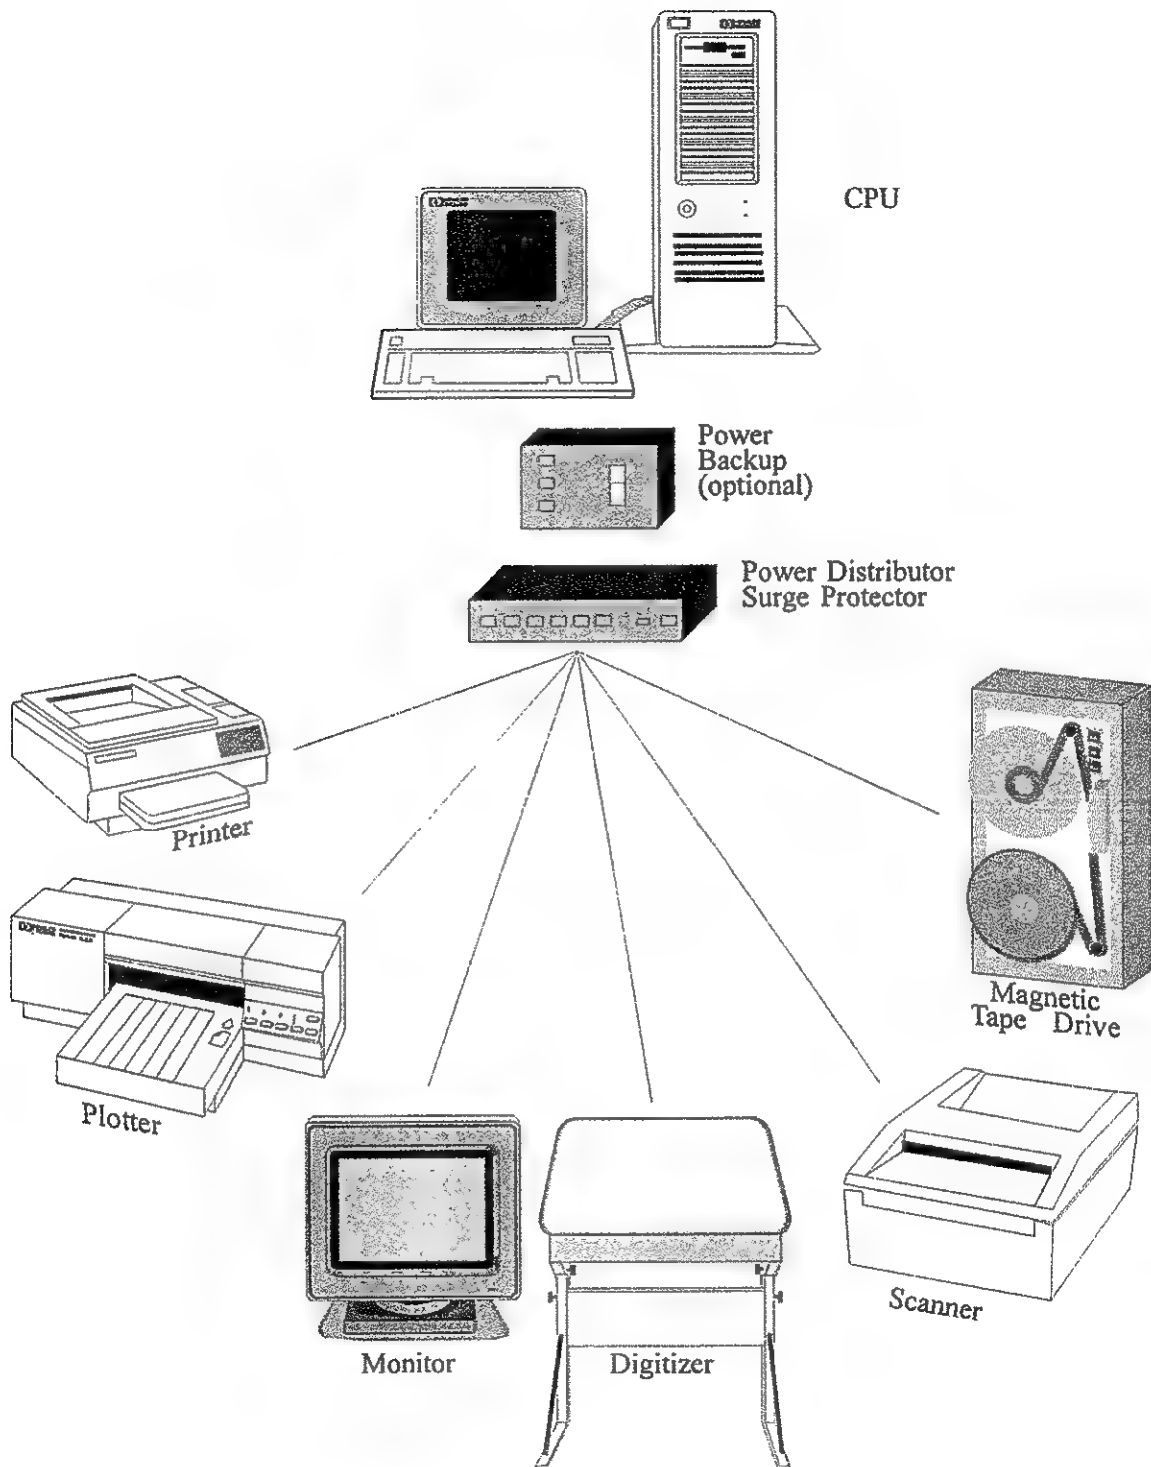 CPU
Power
Backup
(optional)
Power Distributor
Surge Protector
Printer
Magnetic
Tape Drive
Plotter
Scanner
Monitor
Digitizer